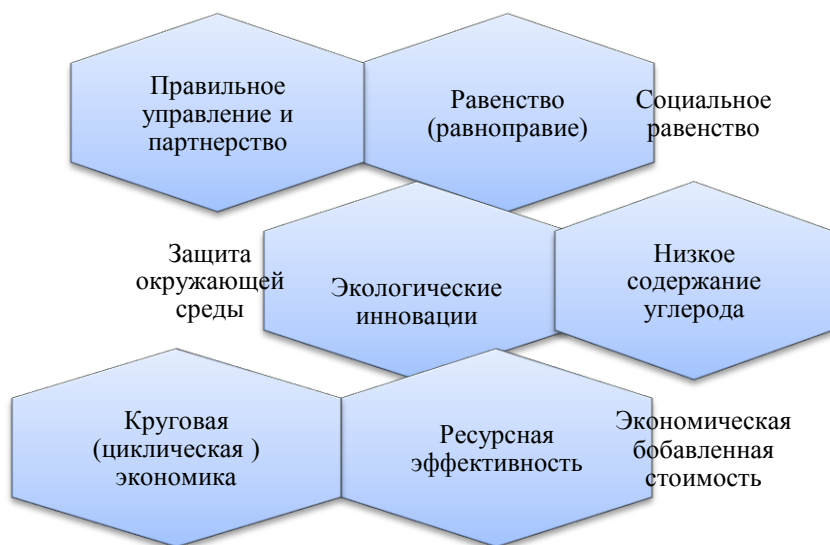 Правильное
управление и
партнерство
Равенство
(равноправие)
Социальное
равенство
Защита
окружающей
среды
Экологические
инновации
Низкое
содержание
углерода
Круговая
(циклическая )
экономика
Ресурсная
эффективность
Экономическая
бобавленная
стоимость